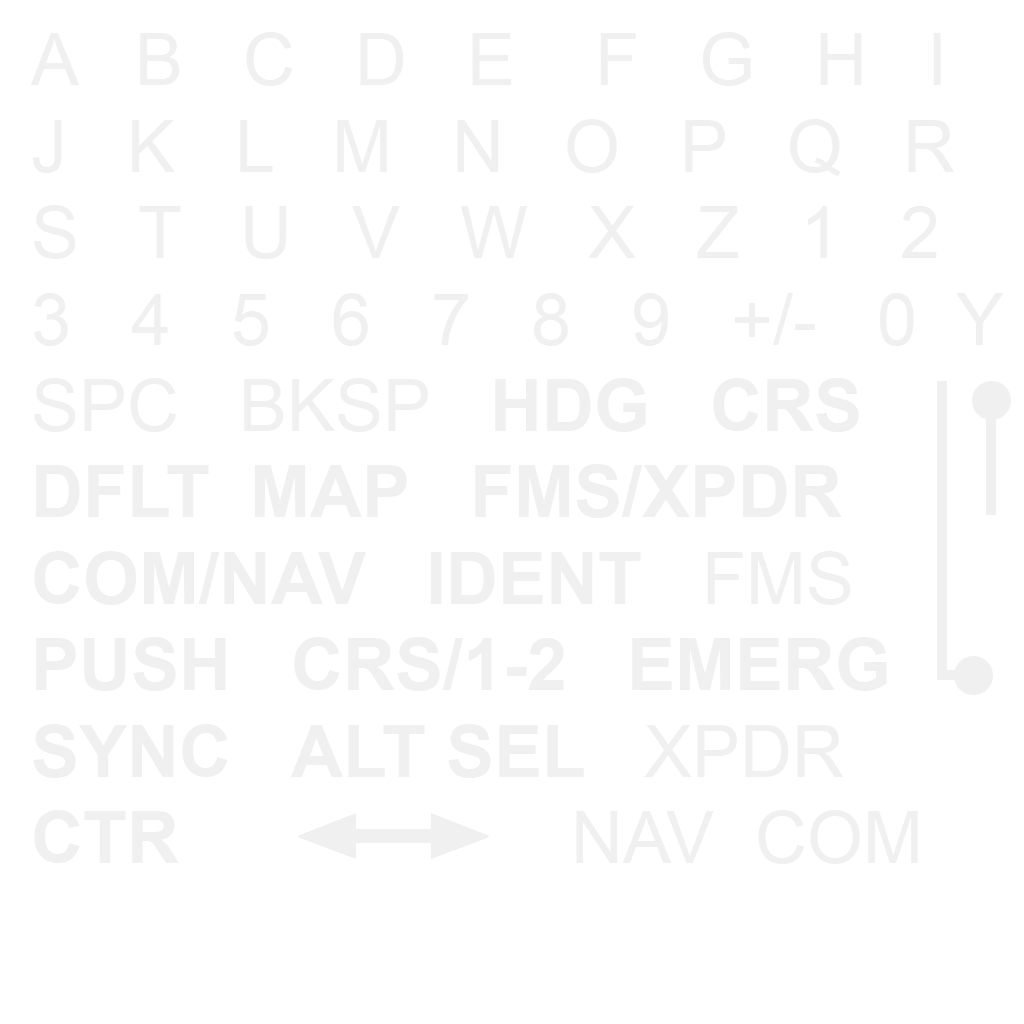 A B C D E F G H I
J K L M N O P Q R
S T U V W X Z 1 2
3 4 5 6 7 8 9 +/- 0 Y
SPC BKSP HDG CRS
DFLT MAP FMS/XPDR
COM/NAV IDENT FMS
PUSH CRS/1-2 EMERG
SYNC ALT SEL XPDR
CTR NAV COM